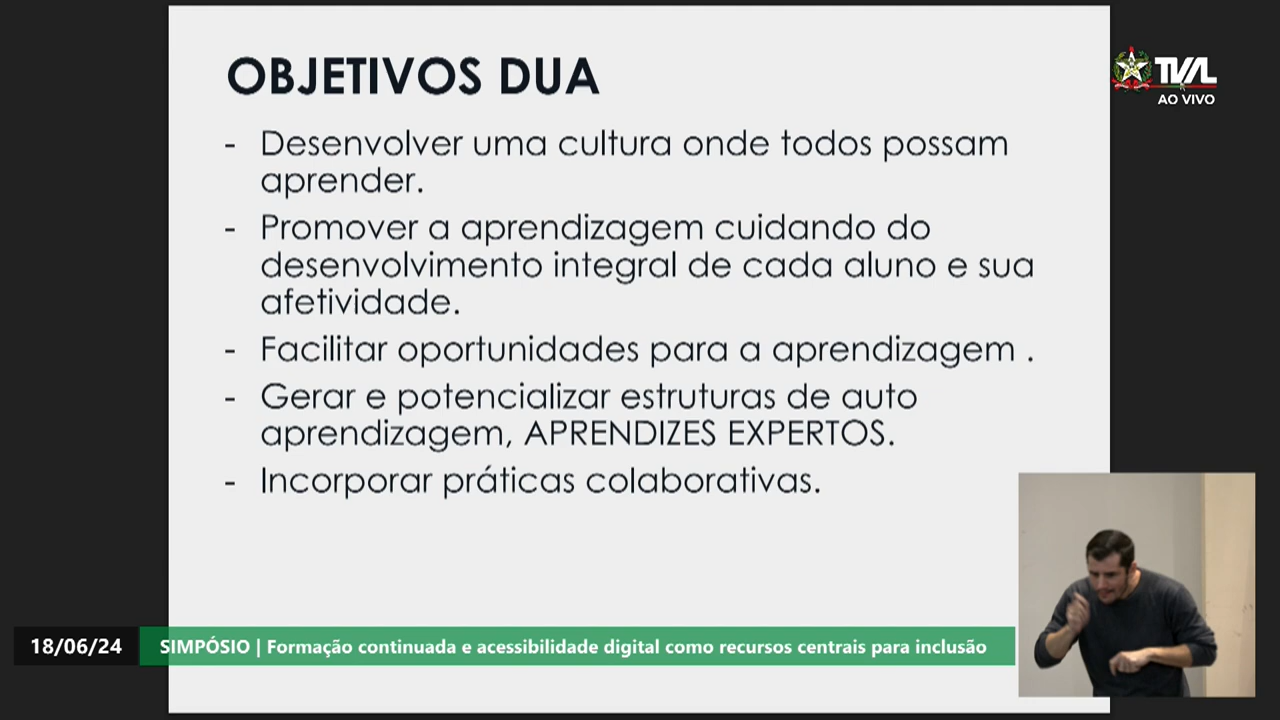 OBJETIVOS DUA
- Desenvolver uma cultura onde todos possam
aprender.
- Promover a aprendizagem cuidando do
desenvolvimento integral de cada aluno e sua
afetividade.
- Facilitar oportunidades para a aprendizagem .
- Gerar e potencializar estruturas de auto
aprendizagem, APRENDIZES EXPERTOS.
- Incorporar práticas colaborativas.
TVAL
AO VIVO
18/06/24
SIMPÓSIO | Formação continuada e acessibilidade digital como recursos centrais para inclusão